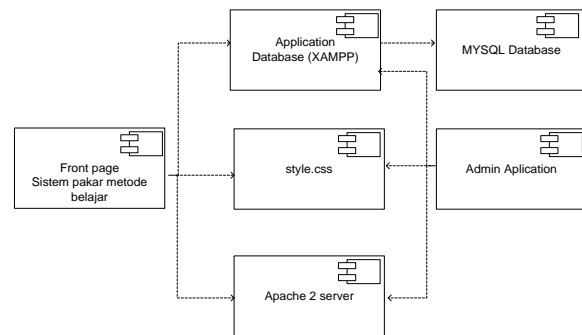 Application
Database (XAMPP)
MYSQL Database
Front page
Sistem pakar metode
belajar
style.css
Admin Aplication
Apache 2 server